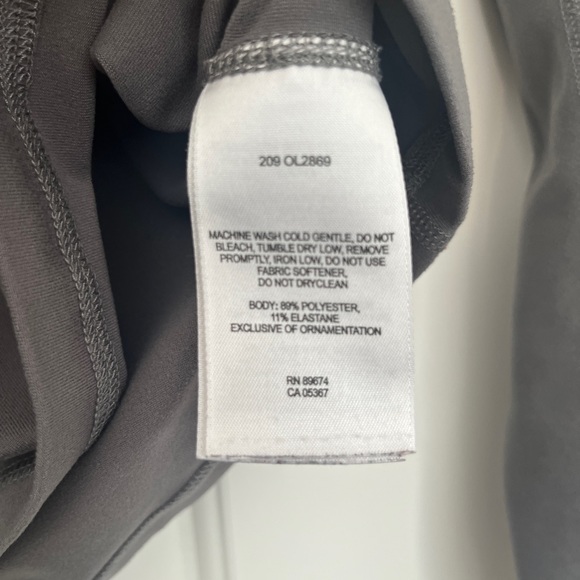 209 OL2869
MACHINE WASH COLD GENTLE, DO NOT
BLEACH, TUMBLE DRY LOW, REMOVE
PROMPTLY, IRON LOW, DO NOT USE
FABRIC SOFTENER,
DO NOT DRYCLEAN
BODY: 89% POLYESTER,
11% ELASTANE
EXCLUSIVE OF ORNAMENTATION
RN 89674
CA 05367